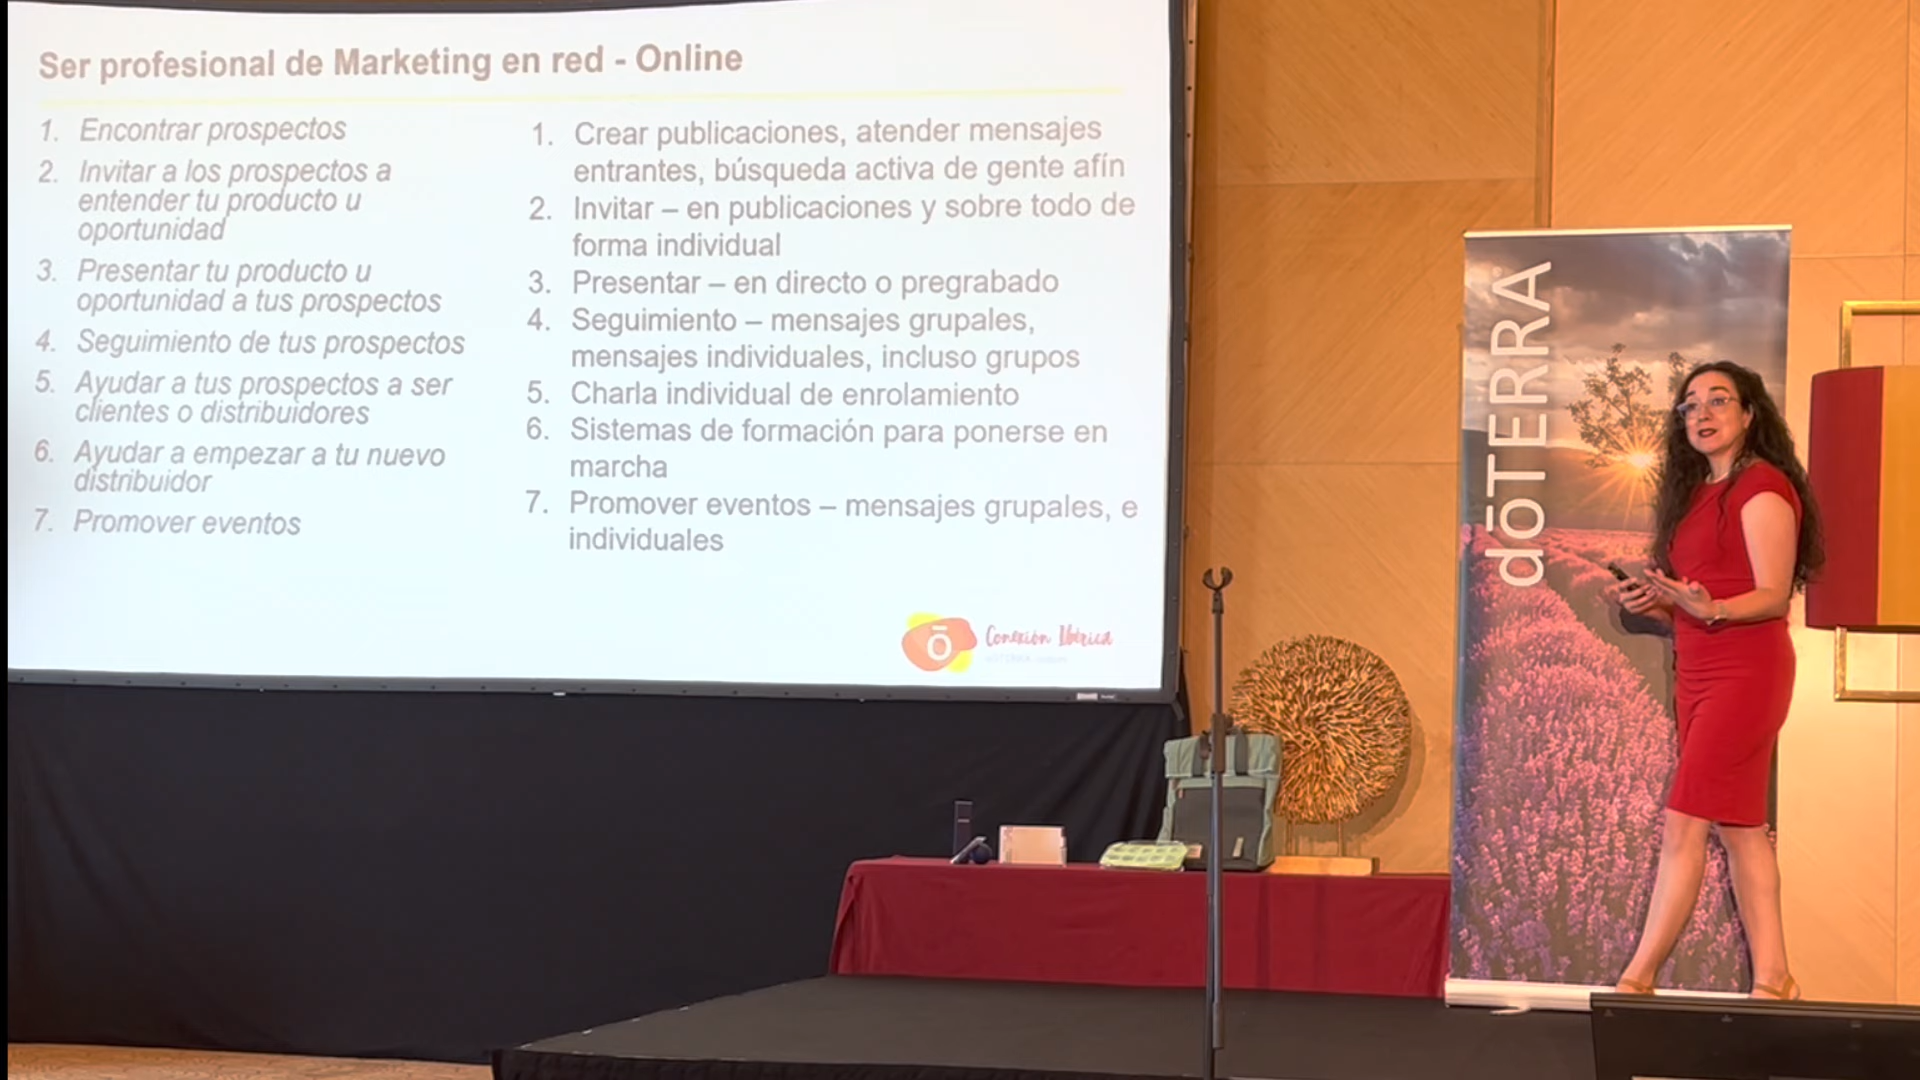 Ser profesional de Marketing en red - Online
1. Encontrar prospectos
2. Invitar a los prospectos a
entender tu producto u
oportunidad
3. Presentar tu producto u
oportunidad a tus prospectos
4. Seguimiento de tus prospectos
5. Ayudar a tus prospectos a ser
clientes o distribuidores
6. Ayudar a empezar a tu nuevo
distribuidor
7. Promover eventos
1. Crear publicaciones, atender mensajes
entrantes, búsqueda activa de gente afín
2. Invitar – en publicaciones y sobre todo de
forma individual
3. Presentar – en directo o pregrabado
4. Seguimiento – mensajes grupales,
mensajes individuales, incluso grupos
5. Charla individual de enrolamiento
6. Sistemas de formación para ponerse en
marcha
7. Promover eventos – mensajes grupales, e
individuales
ō
Conexión Ibérica
dōTERRA